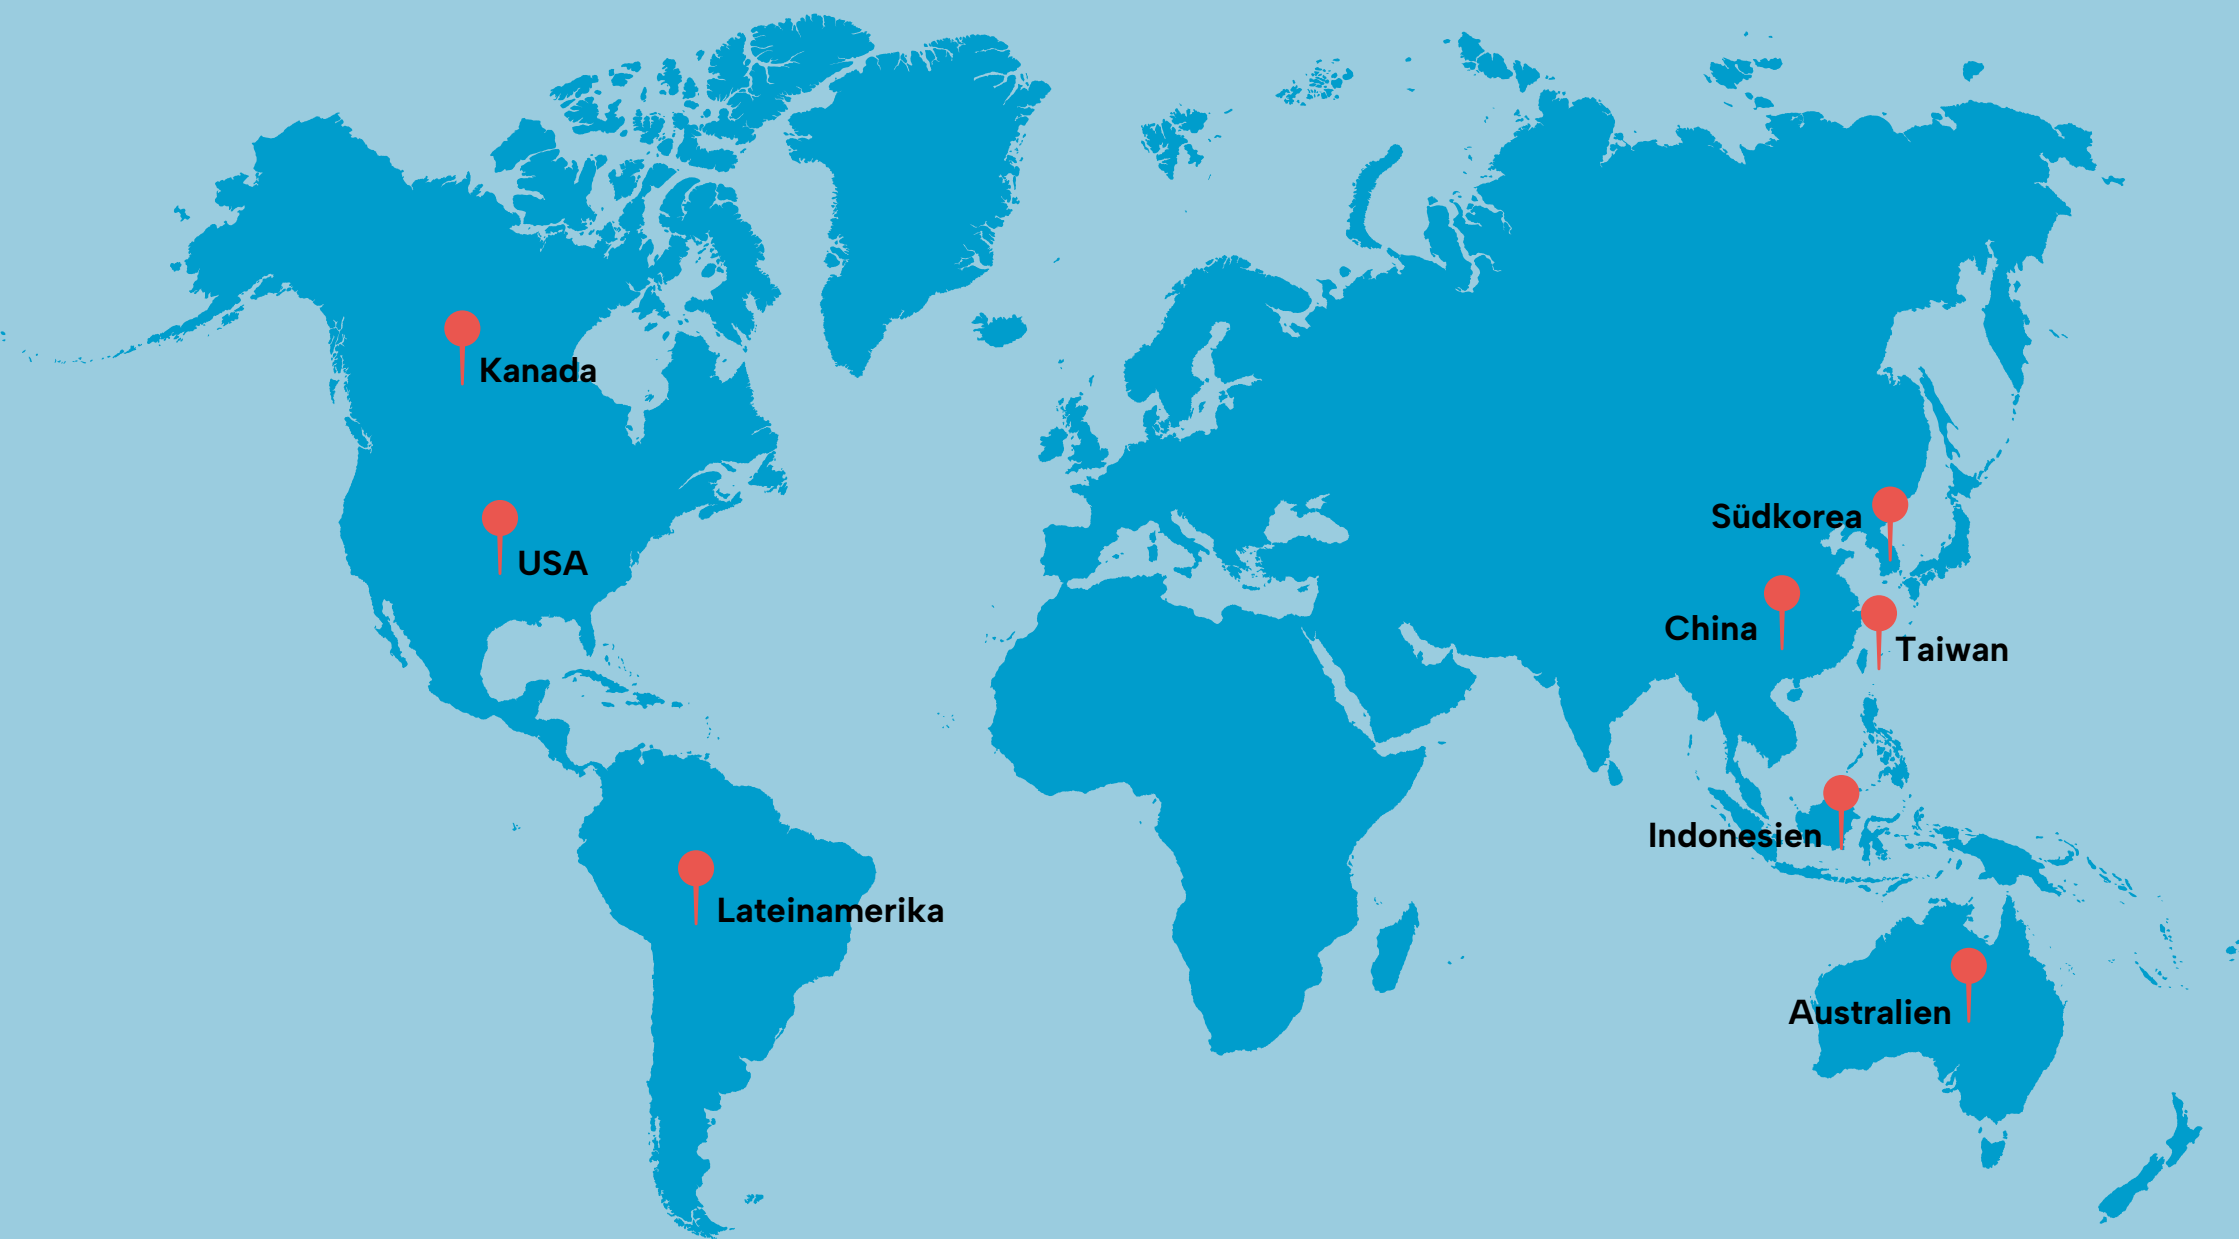 Kanada
Südkorea
USA
China
Taiwan
Indonesien
Lateinamerika
Australien